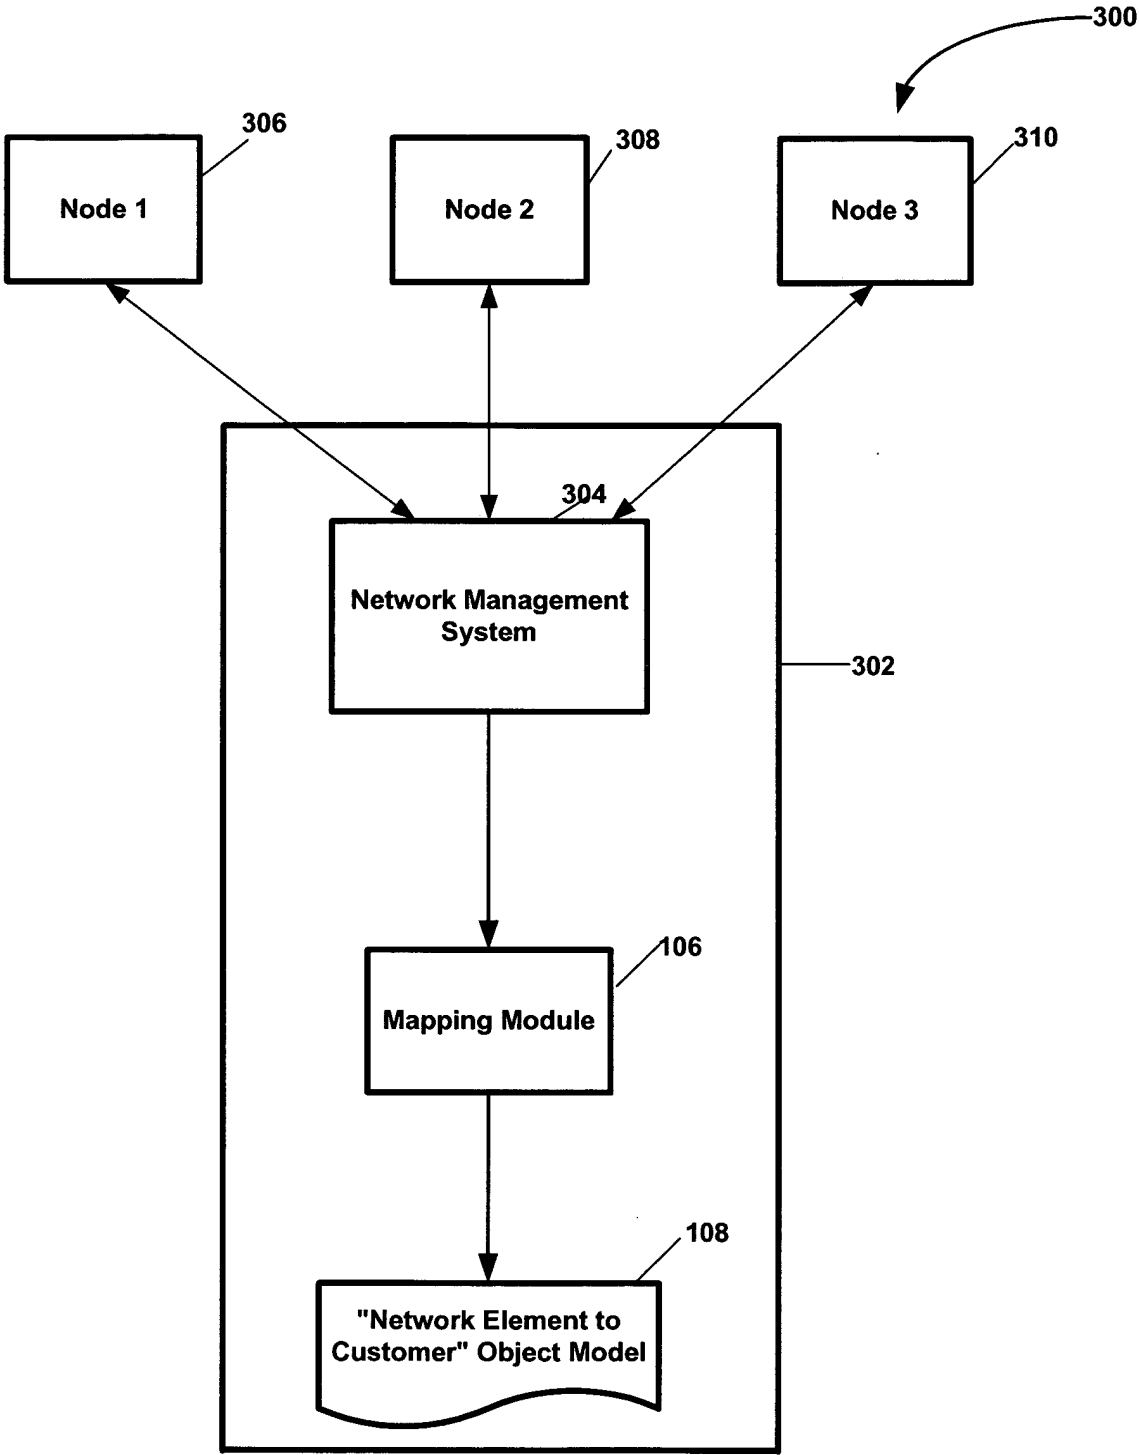 300
306
308
310
Node 1
Node 2
Node 3
304
Network Management
System
302
106
Mapping Module
108
"Network Element to
Customer" Object Model